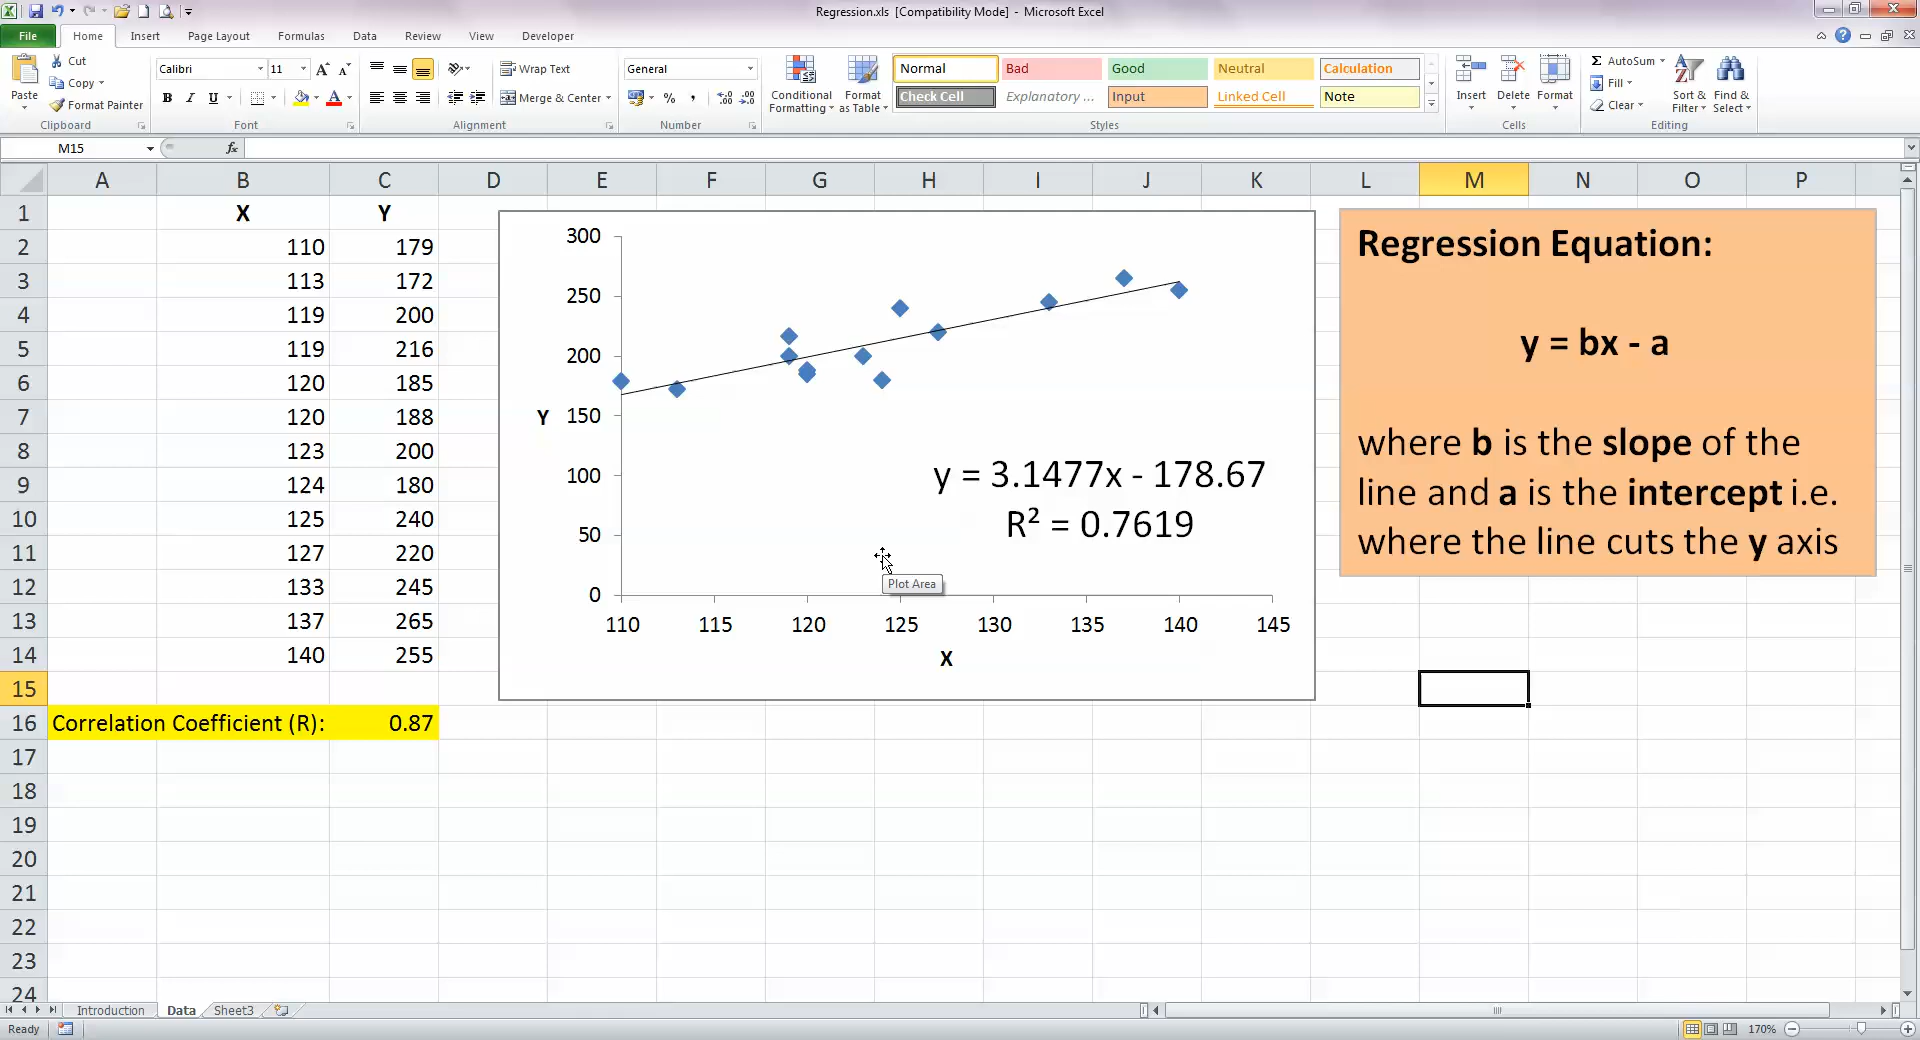 Regression.xls [Compatibility Mode] - Microsoft Excel
File Home Insert Page Layout Formulas Data Review View Developer
Paste
Cut
Copy
Format Painter
Clipboard
Calibri 11
B I U
Font
Wrap Text
Merge & Center
Alignment
General
%
Number
Conditional Formatting
Format as Table
Normal Bad Good Neutral Calculation
Check Cell Explanatory ... Input Linked Cell Note
Styles
Insert Delete Format
Cells
Σ AutoSum
Fill
Clear
Sort & Filter
Find & Select
Editing
M15 fx
A B C D E F G H I J K L M N O P
1 X Y
2 110 179
3 113 172
4 119 200
5 119 216
6 120 185
7 120 188
8 123 200
9 124 180
10 125 240
11 127 220
12 133 245
13 137 265
14 140 255
15
16 Correlation Coefficient (R): 0.87
17
18
19
20
21
22
23
24
300
250
200
150
100
50
0
Y
y = 3.1477x - 178.67
R² = 0.7619
Plot Area
110 115 120 125 130 135 140 145
X
Regression Equation:
y = bx - a
where b is the slope of the
line and a is the intercept i.e.
where the line cuts the y axis
Introduction Data Sheet3
Ready
170%